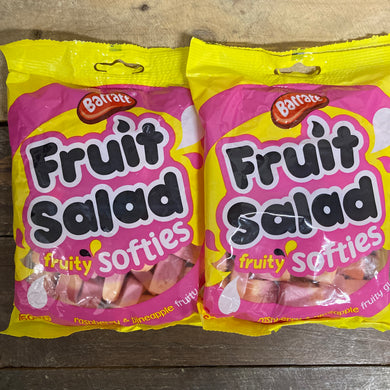 Barratt
Fruit
Salad
fruity softies
raspberry & pineapple fruity
Barratt
Fruit
Salad
fruity softies